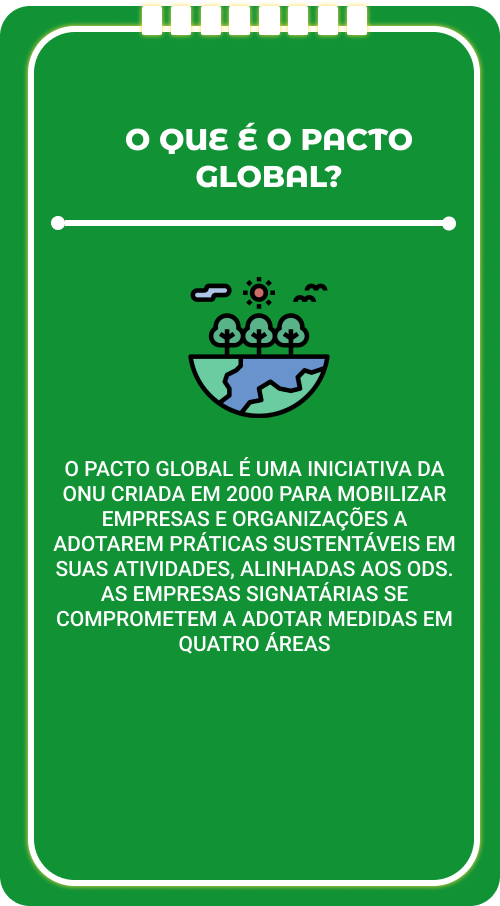 O QUE É O PACTO
GLOBAL?
O PACTO GLOBAL É UMA INICIATIVA DA
ONU CRIADA EM 2000 PARA MOBILIZAR
EMPRESAS E ORGANIZAÇÕES A
ADOTAREM PRÁTICAS SUSTENTÁVEIS EM
SUAS ATIVIDADES, ALINHADAS AOS ODS.
AS EMPRESAS SIGNATÁRIAS SE
COMPROMETEM A ADOTAR MEDIDAS EM
QUATRO ÁREAS